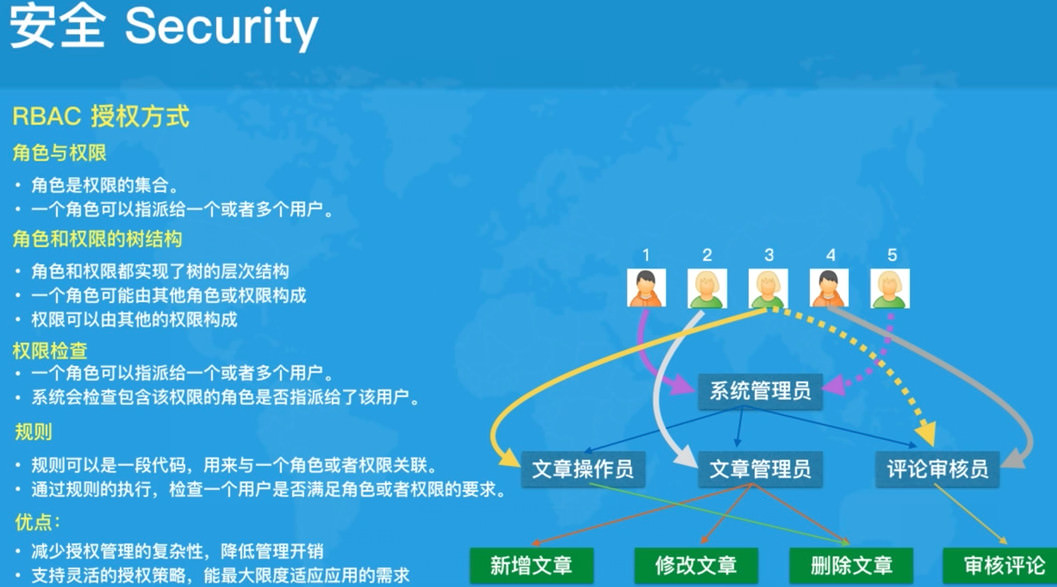 安全 Security
RBAC 授权方式
角色与权限
• 角色是权限的集合。
• 一个角色可以指派给一个或者多个用户。
角色和权限的树结构
• 角色和权限都实现了树的层次结构
• 一个角色可能由其他角色或权限构成
• 权限可以由其他的权限构成
权限检查
• 一个角色可以指派给一个或者多个用户。
• 系统会检查包含该权限的角色是否指派给了该用户。
规则
• 规则可以是一段代码，用来与一个角色或者权限关联。
• 通过规则的执行，检查一个用户是否满足角色或者权限的要求。
优点：
• 减少授权管理的复杂性，降低管理开销
• 支持灵活的授权策略，能最大限度适应应用的需求
1 2 3 4 5
系统管理员
文章操作员 文章管理员 评论审核员
新增文章 修改文章 删除文章 审核评论